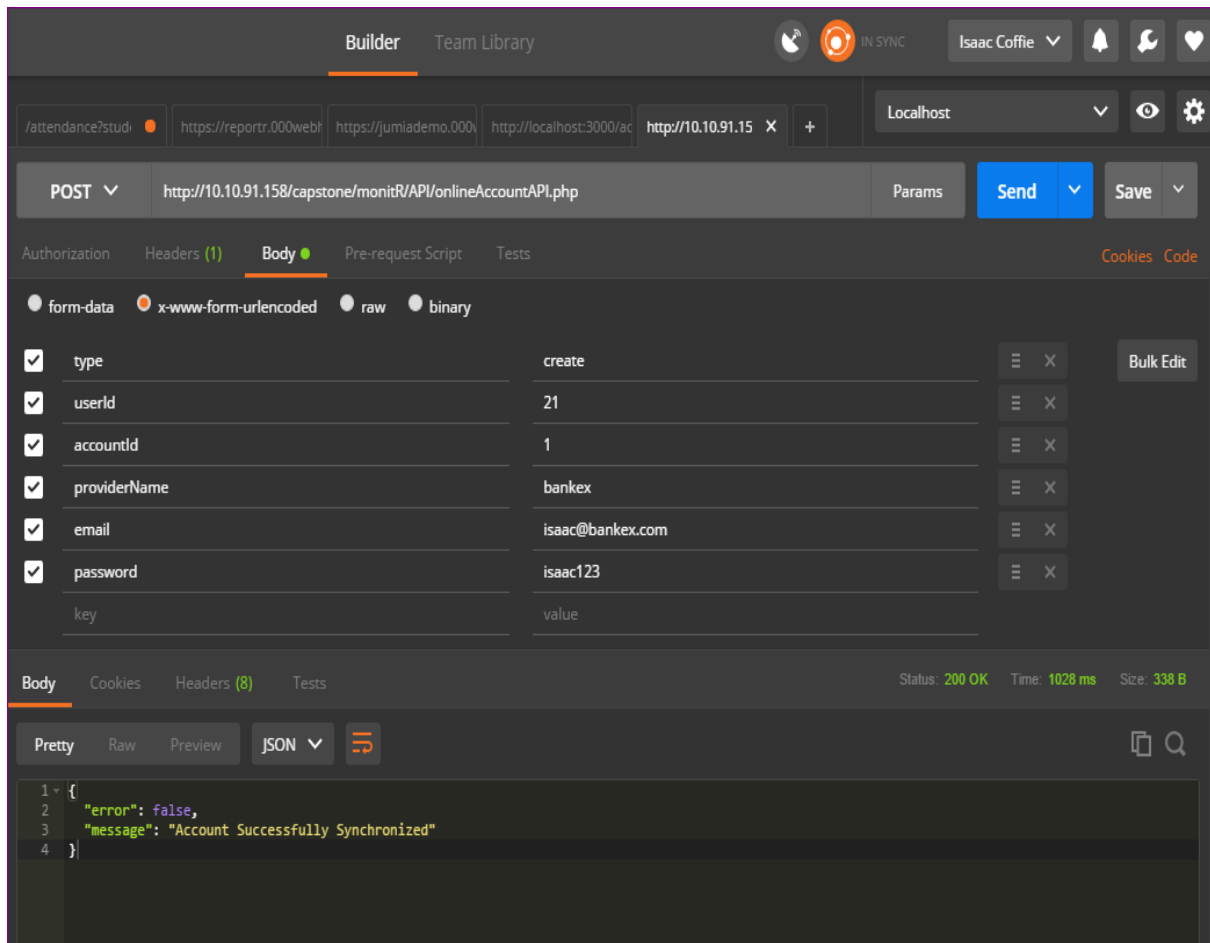 Builder Team Library IN SYNC Isaac Coffie
/attendance?stud https://reportr.000webh https://jumiademo.000w http://localhost:3000/ac http://10.10.91.15 X + Localhost
POST http://10.10.91.158/capstone/monitR/API/onlineAccountAPI.php Params Send Save
Authorization Headers (1) Body Pre-request Script Tests Cookies Code
form-data x-www-form-urlencoded raw binary
type create Bulk Edit
userId 21
accountId 1
providerName bankex
email isaac@bankex.com
password isaac123
key value
Body Cookies Headers (8) Tests Status: 200 OK Time: 1028 ms Size: 338 B
Pretty Raw Preview JSON
1 {
2 "error": false,
3 "message": "Account Successfully Synchronized"
4 }